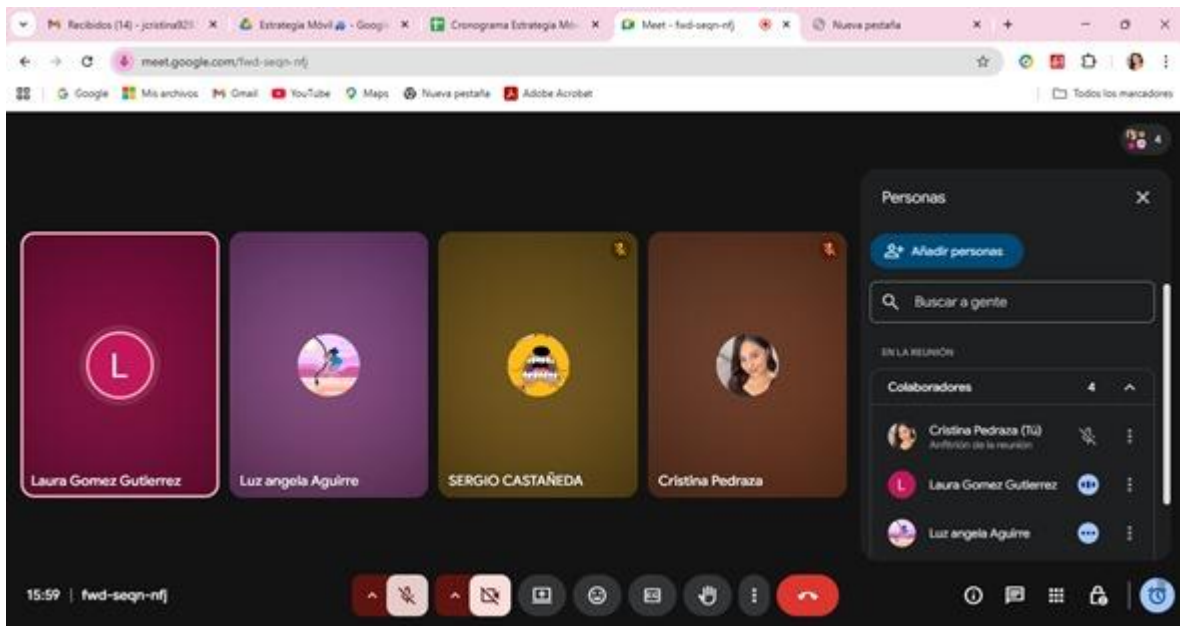 Recibidos (14) - jcristina921
Estrategia Móvil - Googl
Cronograma Estrategia Mó
Meet - fwd-seqn-nfj
Nueva pestaña
meet.google.com/fwd-seqn-nfj
Google
Mis archivos
Gmail
YouTube
Maps
Nueva pestaña
Adobe Acrobat
Todos los marcadores
4
Personas
Añadir personas
Buscar a gente
EN LA REUNIÓN
Colaboradores 4
Cristina Pedraza (Tú)
Anfitrión de la reunión
Laura Gomez Gutierrez
Luz angela Aguirre
L
L
Laura Gomez Gutierrez
Luz angela Aguirre
SERGIO CASTAÑEDA
Cristina Pedraza
15:59 | fwd-seqn-nfj